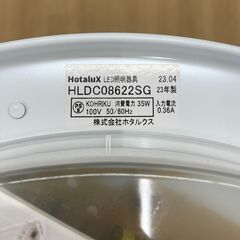 HotaluX LED照明器具 23.04
HLDC08622SG 23年製
PSE KOHRIKU 消費電力 35W 入力電流
100V 50/60Hz 0.36A
株式会社ホタルクス